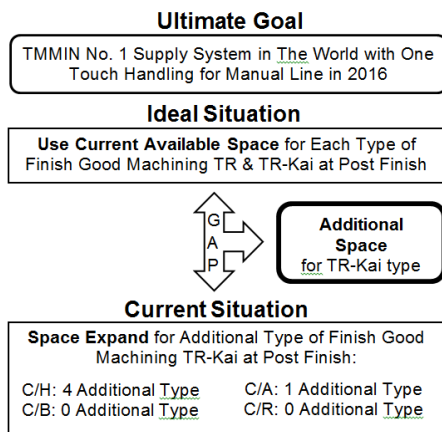 Ultimate Goal
TMMIN No. 1 Supply System in The World with One
Touch Handling for Manual Line in 2016
Ideal Situation
Use Current Available Space for Each Type of
Finish Good Machining TR & TR-Kai at Post Finish
G
A
P
Additional
Space
for TR-Kai type
Current Situation
Space Expand for Additional Type of Finish Good
Machining TR-Kai at Post Finish:
C/H: 4 Additional Type C/A: 1 Additional Type
C/B: 0 Additional Type C/R: 0 Additional Type